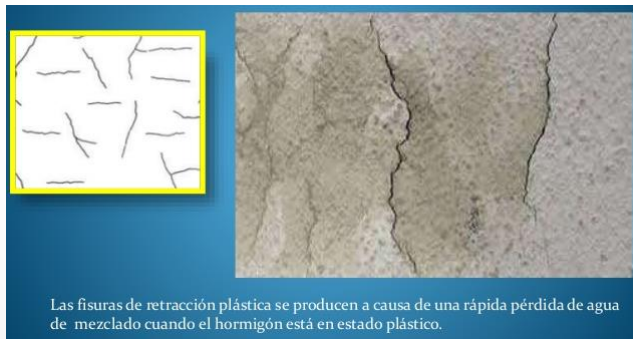 Las fisuras de retracción plástica se producen a causa de una rápida pérdida de agua
de mezclado cuando el hormigón está en estado plástico.